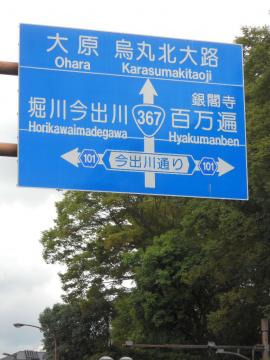 大原 烏丸北大路
Ohara Karasumakitaoji
銀閣寺
堀川今出川 367 百万遍
Horikawaimadegawa Hyakumanben
101 今出川通り 101